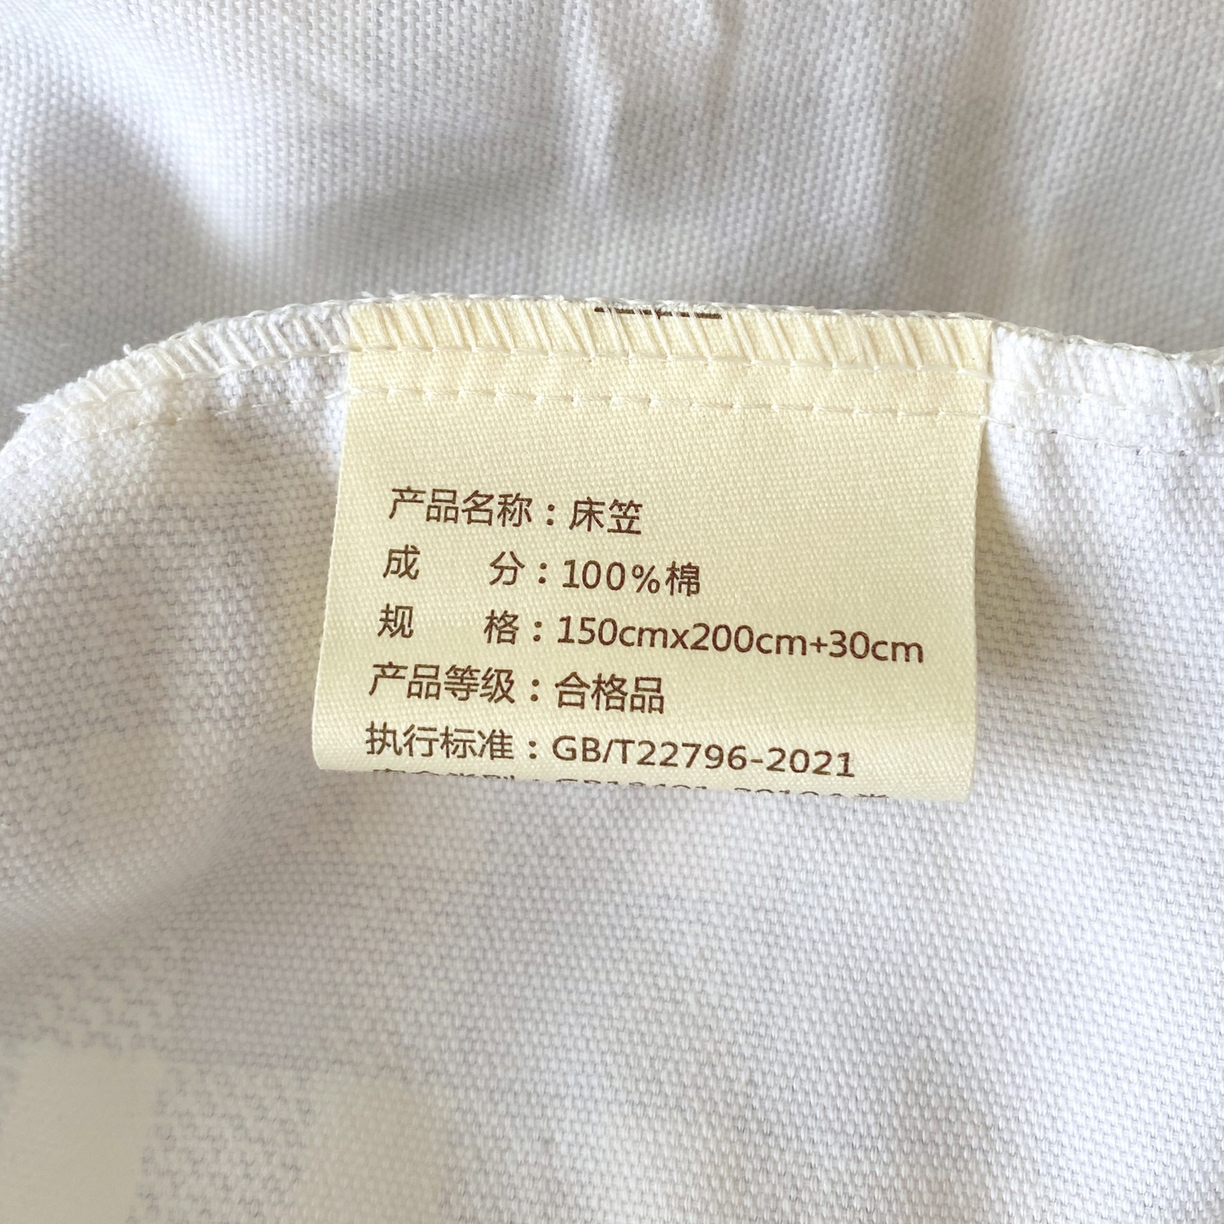 产品名称：床笠
成 分：100%棉
规 格：150cmx200cm+30cm
产品等级：合格品
执行标准：GB/T22796-2021